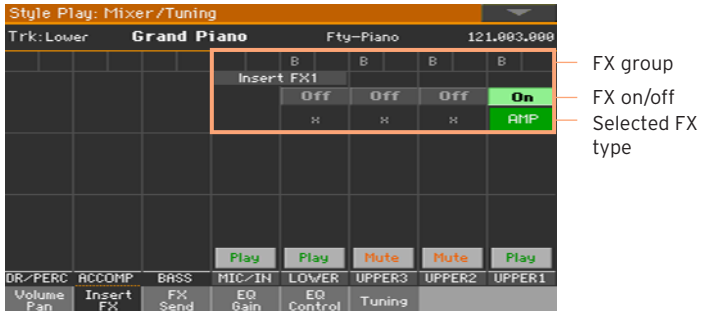 Style Play: Mixer/Tuning
Trk:Lower Grand Piano Fty-Piano 121.003.000
B B B B FX group
Insert FX1
Off Off Off On FX on/off
x x x AMP Selected FX type
Play Play Mute Mute Play
DR/PERC ACCOMP BASS MIC/IN LOWER UPPER3 UPPER2 UPPER1
Volume Pan Insert FX FX Send EQ Gain EQ Control Tuning